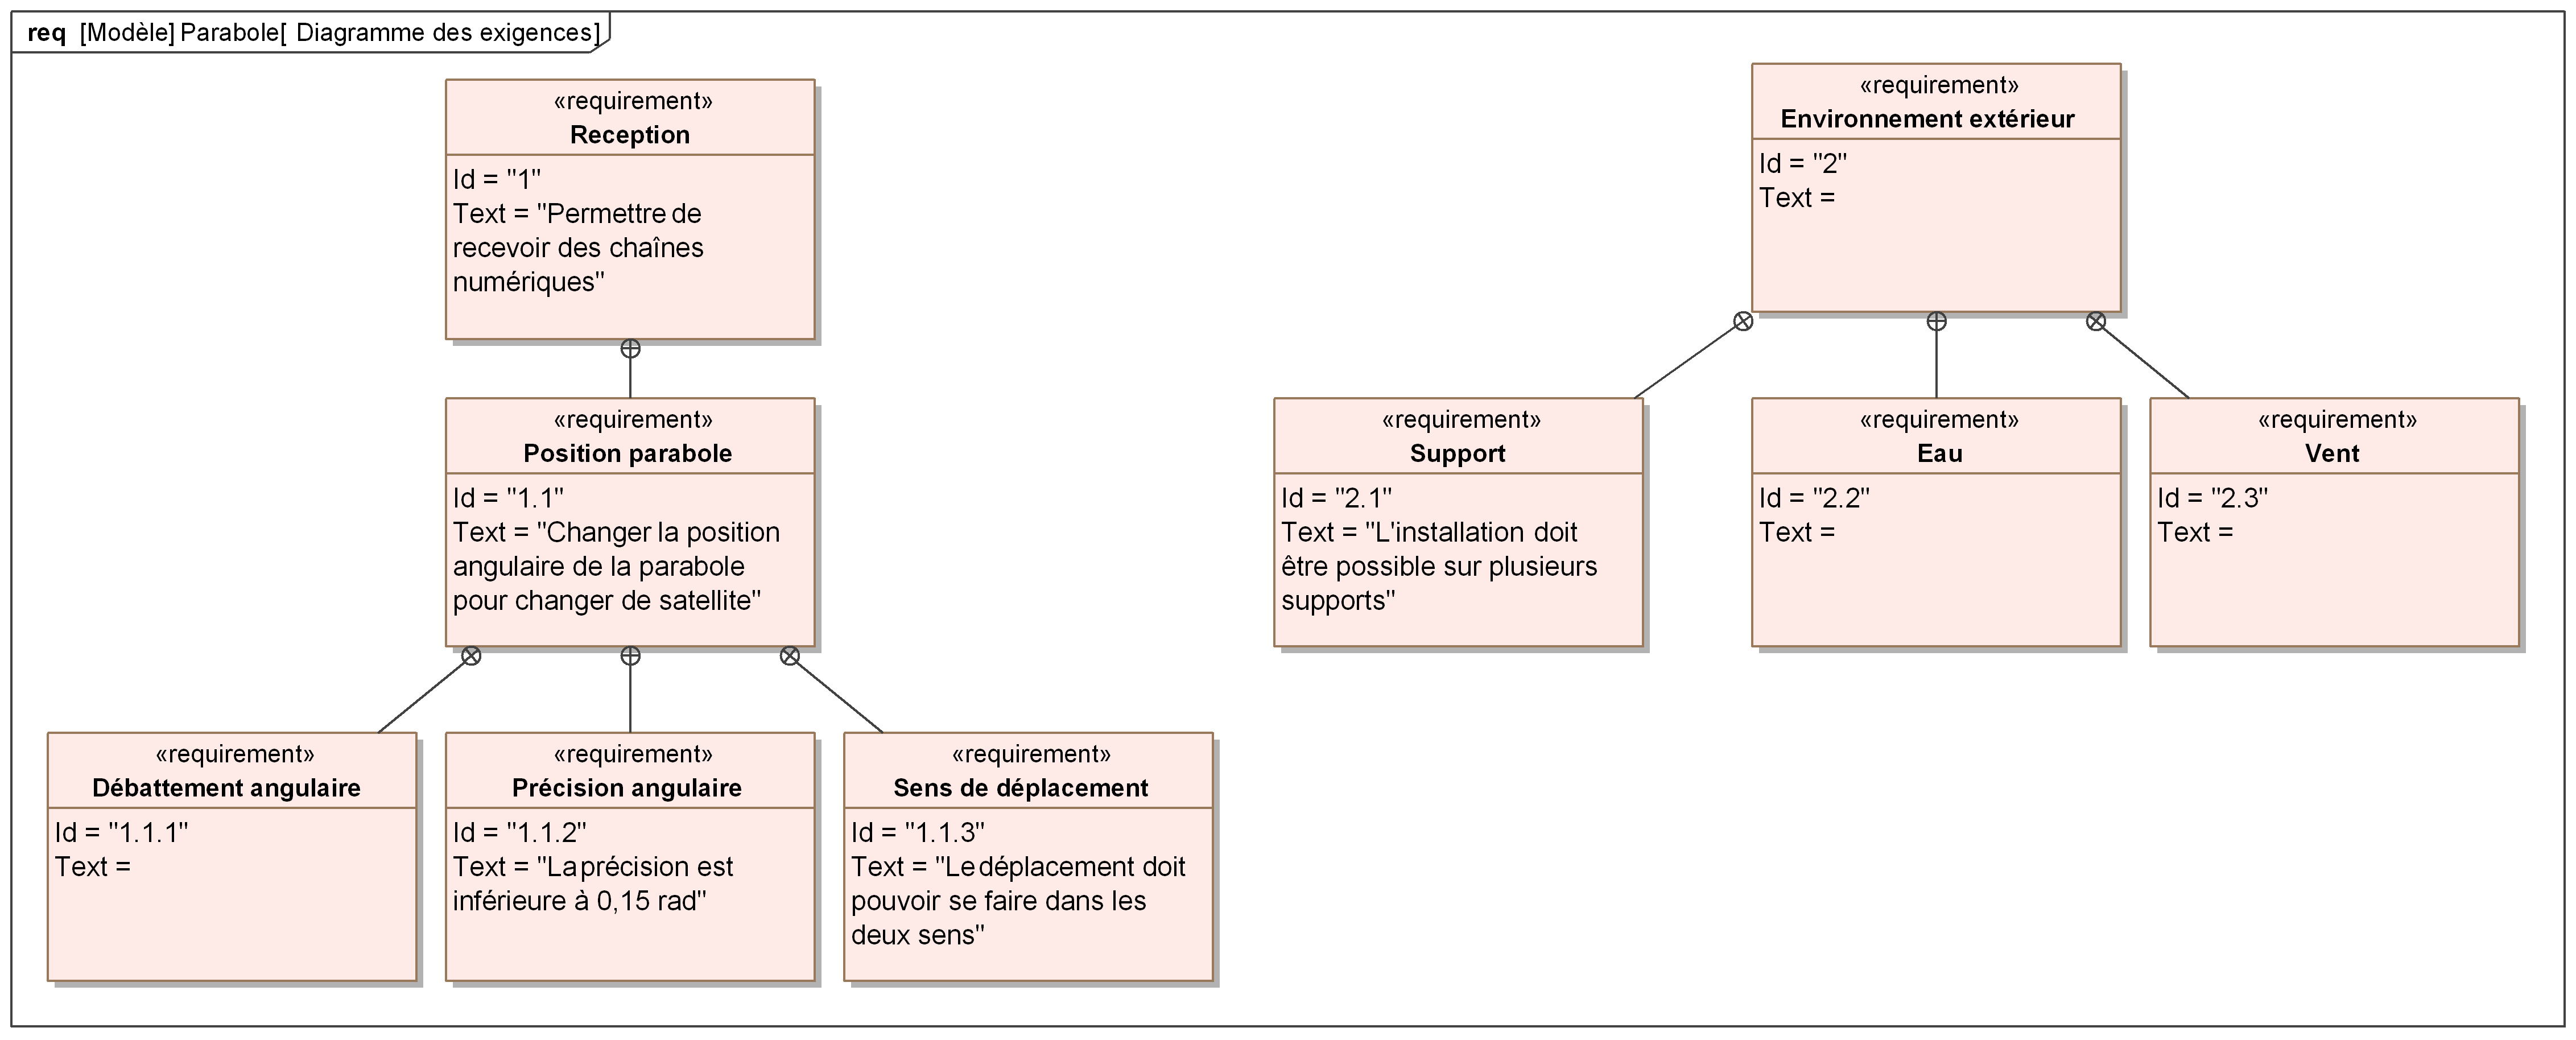 req [Modèle] Parabole[ Diagramme des exigences]
«requirement»
Reception
Id = "1"
Text = "Permettre de
recevoir des chaînes
numériques"
«requirement»
Environnement extérieur
Id = "2"
Text =
«requirement»
Position parabole
Id = "1.1"
Text = "Changer la position
angulaire de la parabole
pour changer de satellite"
«requirement»
Support
Id = "2.1"
Text = "L'installation doit
être possible sur plusieurs
supports"
«requirement»
Eau
Id = "2.2"
Text =
«requirement»
Vent
Id = "2.3"
Text =
«requirement»
Débattement angulaire
Id = "1.1.1"
Text =
«requirement»
Précision angulaire
Id = "1.1.2"
Text = "La précision est
inférieure à 0,15 rad"
«requirement»
Sens de déplacement
Id = "1.1.3"
Text = "Le déplacement doit
pouvoir se faire dans les
deux sens"